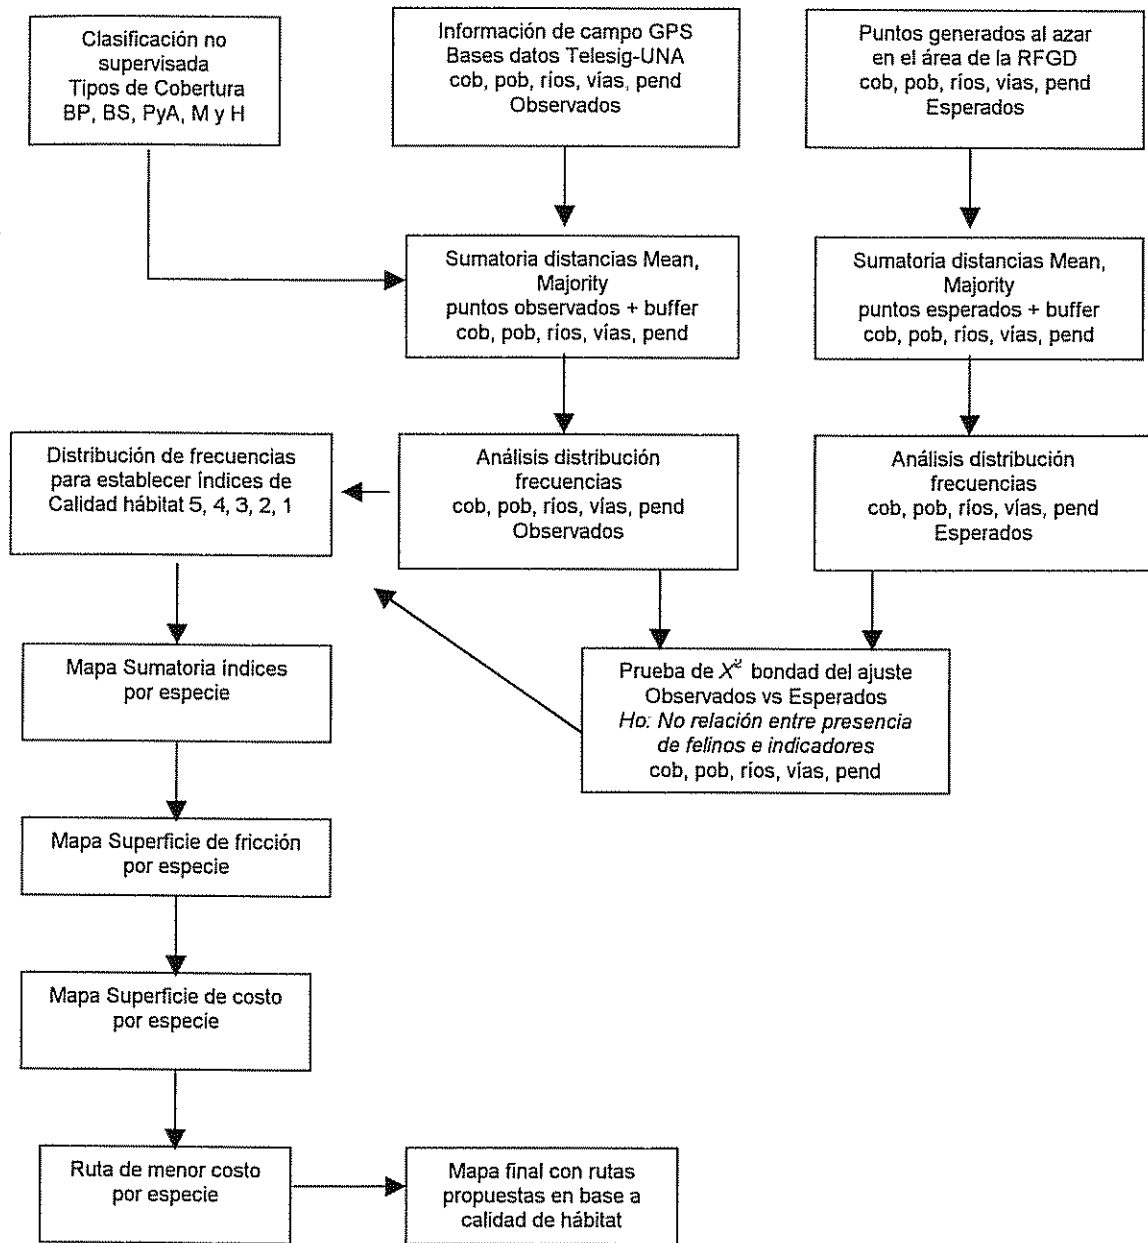 Clasificación no
supervisada
Tipos de Cobertura
BP, BS, PyA, M y H
Información de campo GPS
Bases datos Telesig-UNA
cob, pob, ríos, vías, pend
Observados
Puntos generados al azar
en el área de la RFGD
cob, pob, ríos, vías, pend
Esperados
Sumatoria distancias Mean,
Majority
puntos observados + buffer
cob, pob, ríos, vías, pend
Sumatoria distancias Mean,
Majority
puntos esperados + buffer
cob, pob, ríos, vías, pend
Distribución de frecuencias
para establecer índices de
Calidad hábitat 5, 4, 3, 2, 1
Análisis distribución
frecuencias
cob, pob, ríos, vías, pend
Observados
Análisis distribución
frecuencias
cob, pob, ríos, vías, pend
Esperados
Mapa Sumatoria índices
por especie
Prueba de X² bondad del ajuste
Observados vs Esperados
Ho: No relación entre presencia
de felinos e indicadores
cob, pob, ríos, vías, pend
Mapa Superficie de fricción
por especie
Mapa Superficie de costo
por especie
Ruta de menor costo
por especie
Mapa final con rutas
propuestas en base a
calidad de hábitat